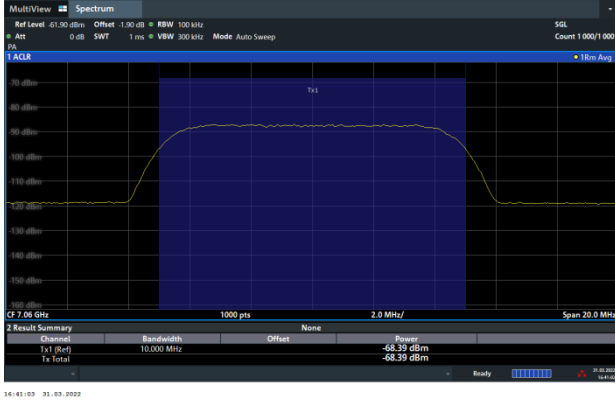 MultiView Spectrum
Ref Level -61.90 dBm Offset -1.90 dB RBW 100 kHz SGL
Att 0 dB SWT 1 ms VBW 300 kHz Mode Auto Sweep Count 1000/1000
PA
1 ACLR 1Rm Avg
-70 dBm
Tx1
-80 dBm
-90 dBm
-100 dBm
-110 dBm
-120 dBm
-130 dBm
-140 dBm
-150 dBm
-160 dBm
CF 7.06 GHz 1000 pts 2.0 MHz/ Span 20.0 MHz
2 Result Summary None
Channel Bandwidth Offset Power
Tx1 (Ref) 10.000 MHz -68.39 dBm
Tx Total -68.39 dBm
Ready 31.03.2022
16:41:03 31.03.2022